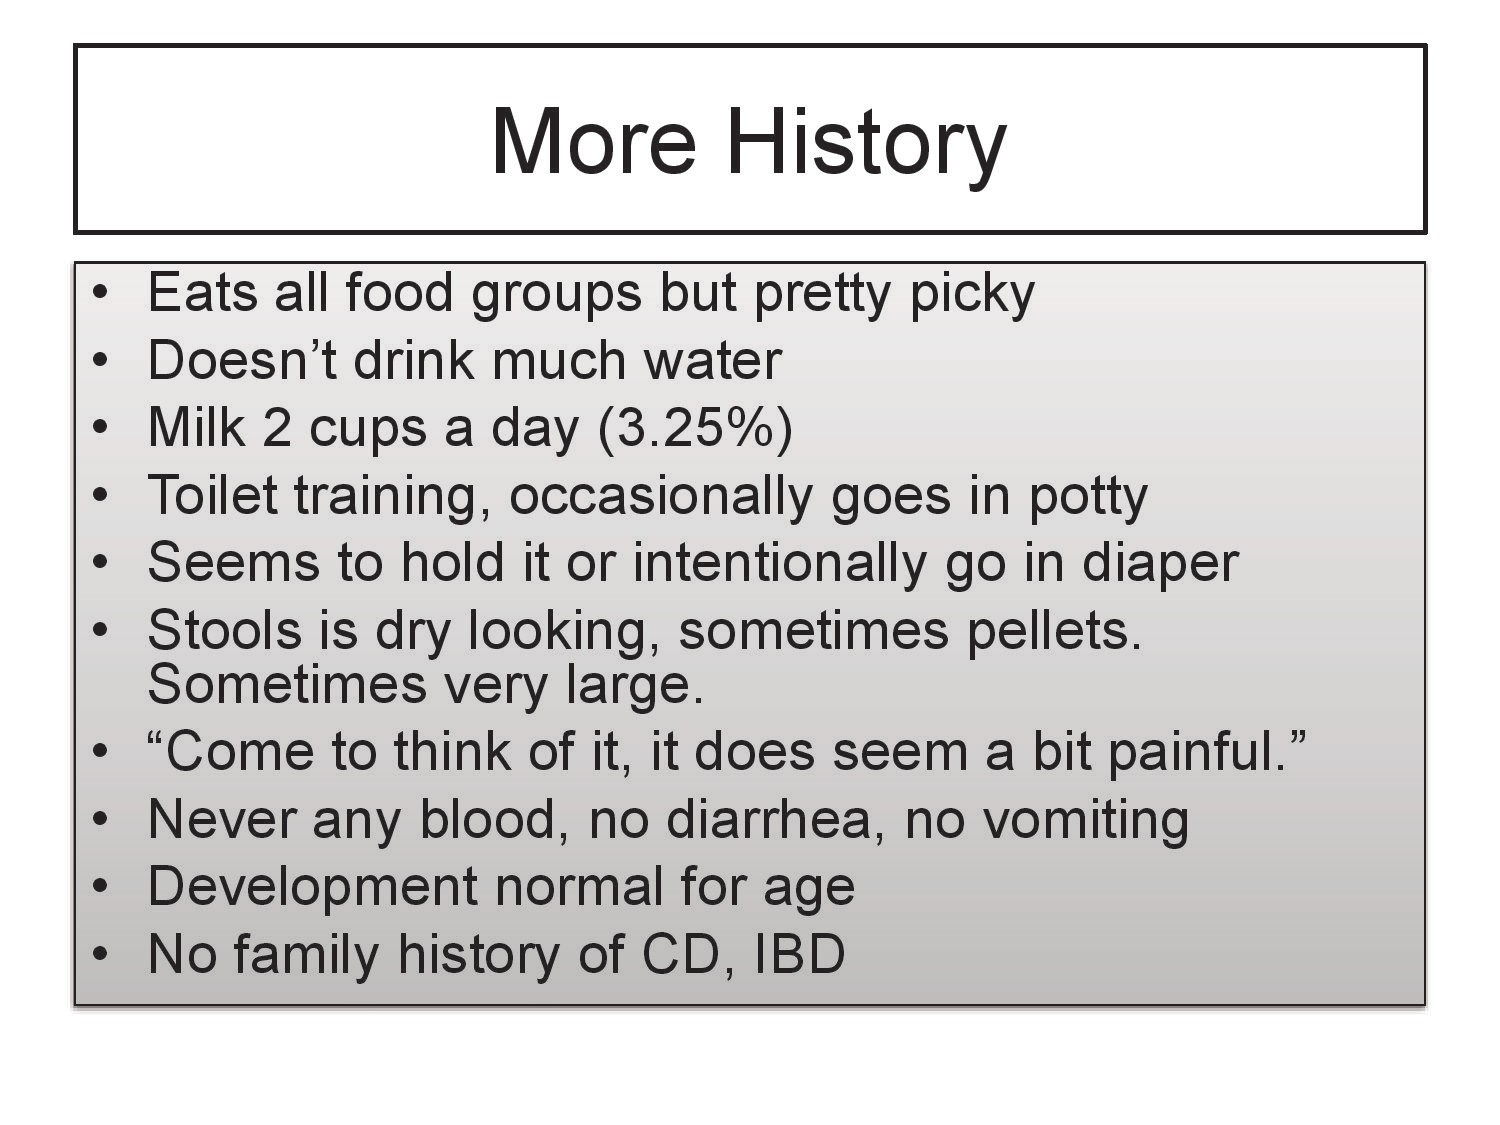 More History
• Eats all food groups but pretty picky
• Doesn’t drink much water
• Milk 2 cups a day (3.25%)
• Toilet training, occasionally goes in potty
• Seems to hold it or intentionally go in diaper
• Stools is dry looking, sometimes pellets.
Sometimes very large.
• “Come to think of it, it does seem a bit painful.”
• Never any blood, no diarrhea, no vomiting
• Development normal for age
• No family history of CD, IBD